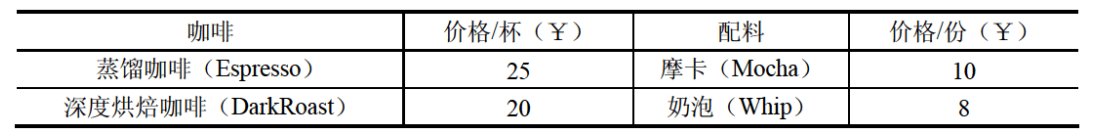 咖啡 价格/杯（￥） 配料 价格/份（￥）
蒸馏咖啡（Espresso） 25 摩卡（Mocha） 10
深度烘焙咖啡（DarkRoast） 20 奶泡（Whip） 8